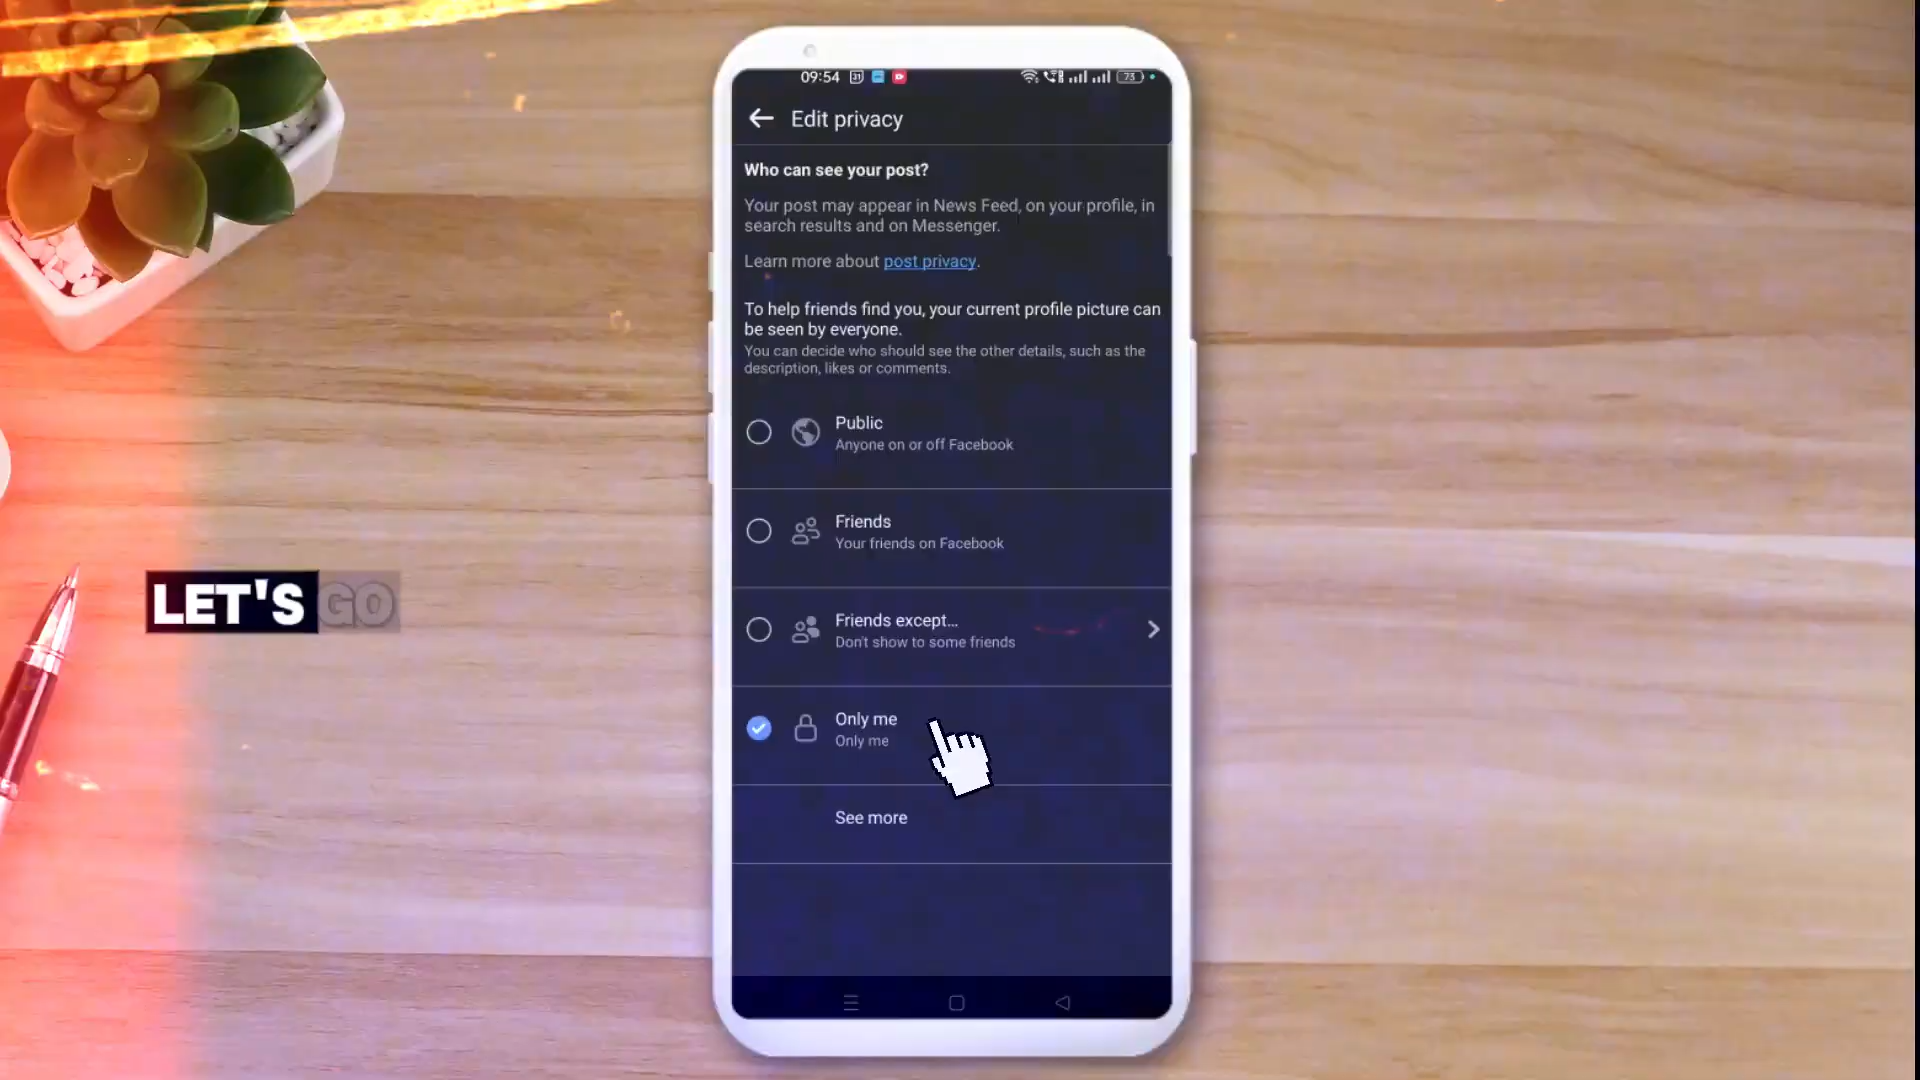 09:54 31 73
Edit privacy
Who can see your post?
Your post may appear in News Feed, on your profile, in
search results and on Messenger.
Learn more about post privacy.
To help friends find you, your current profile picture can
be seen by everyone.
You can decide who should see the other details, such as the
description, likes or comments.
Public
Anyone on or off Facebook
Friends
Your friends on Facebook
Friends except...
Don't show to some friends
LET'S GO
Only me
Only me
See more